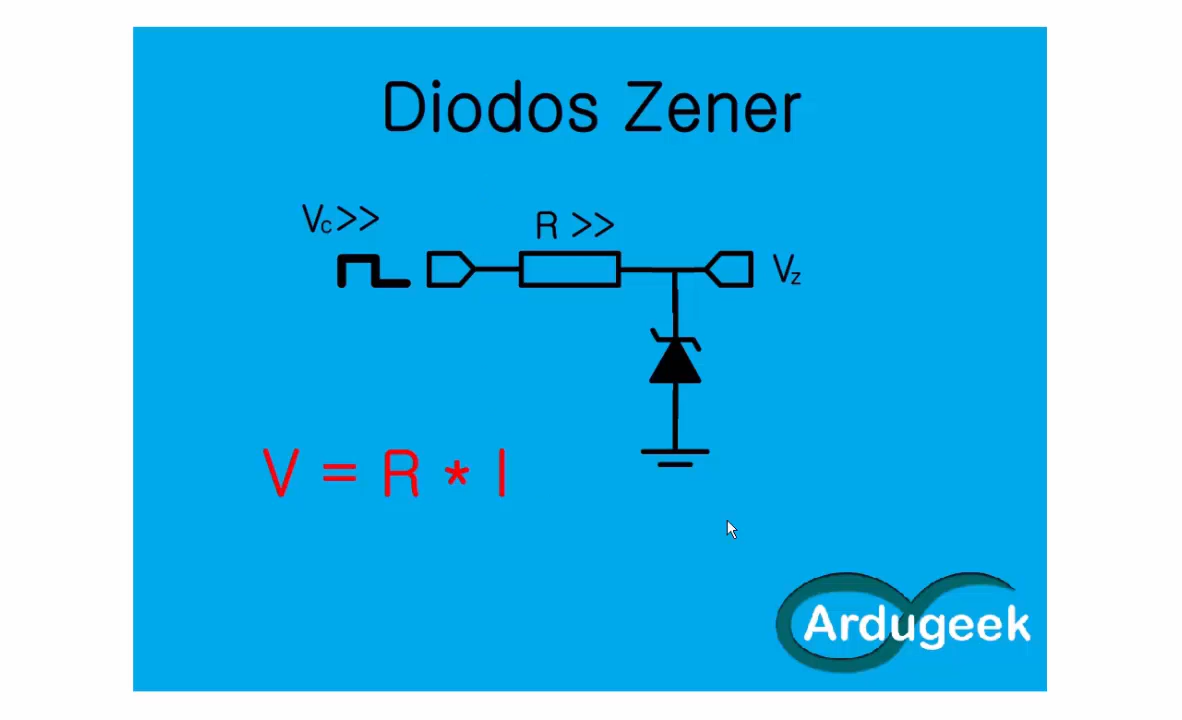 Diodos Zener
Vc>>
R >>
Vz
V = R * I
Ardugeek